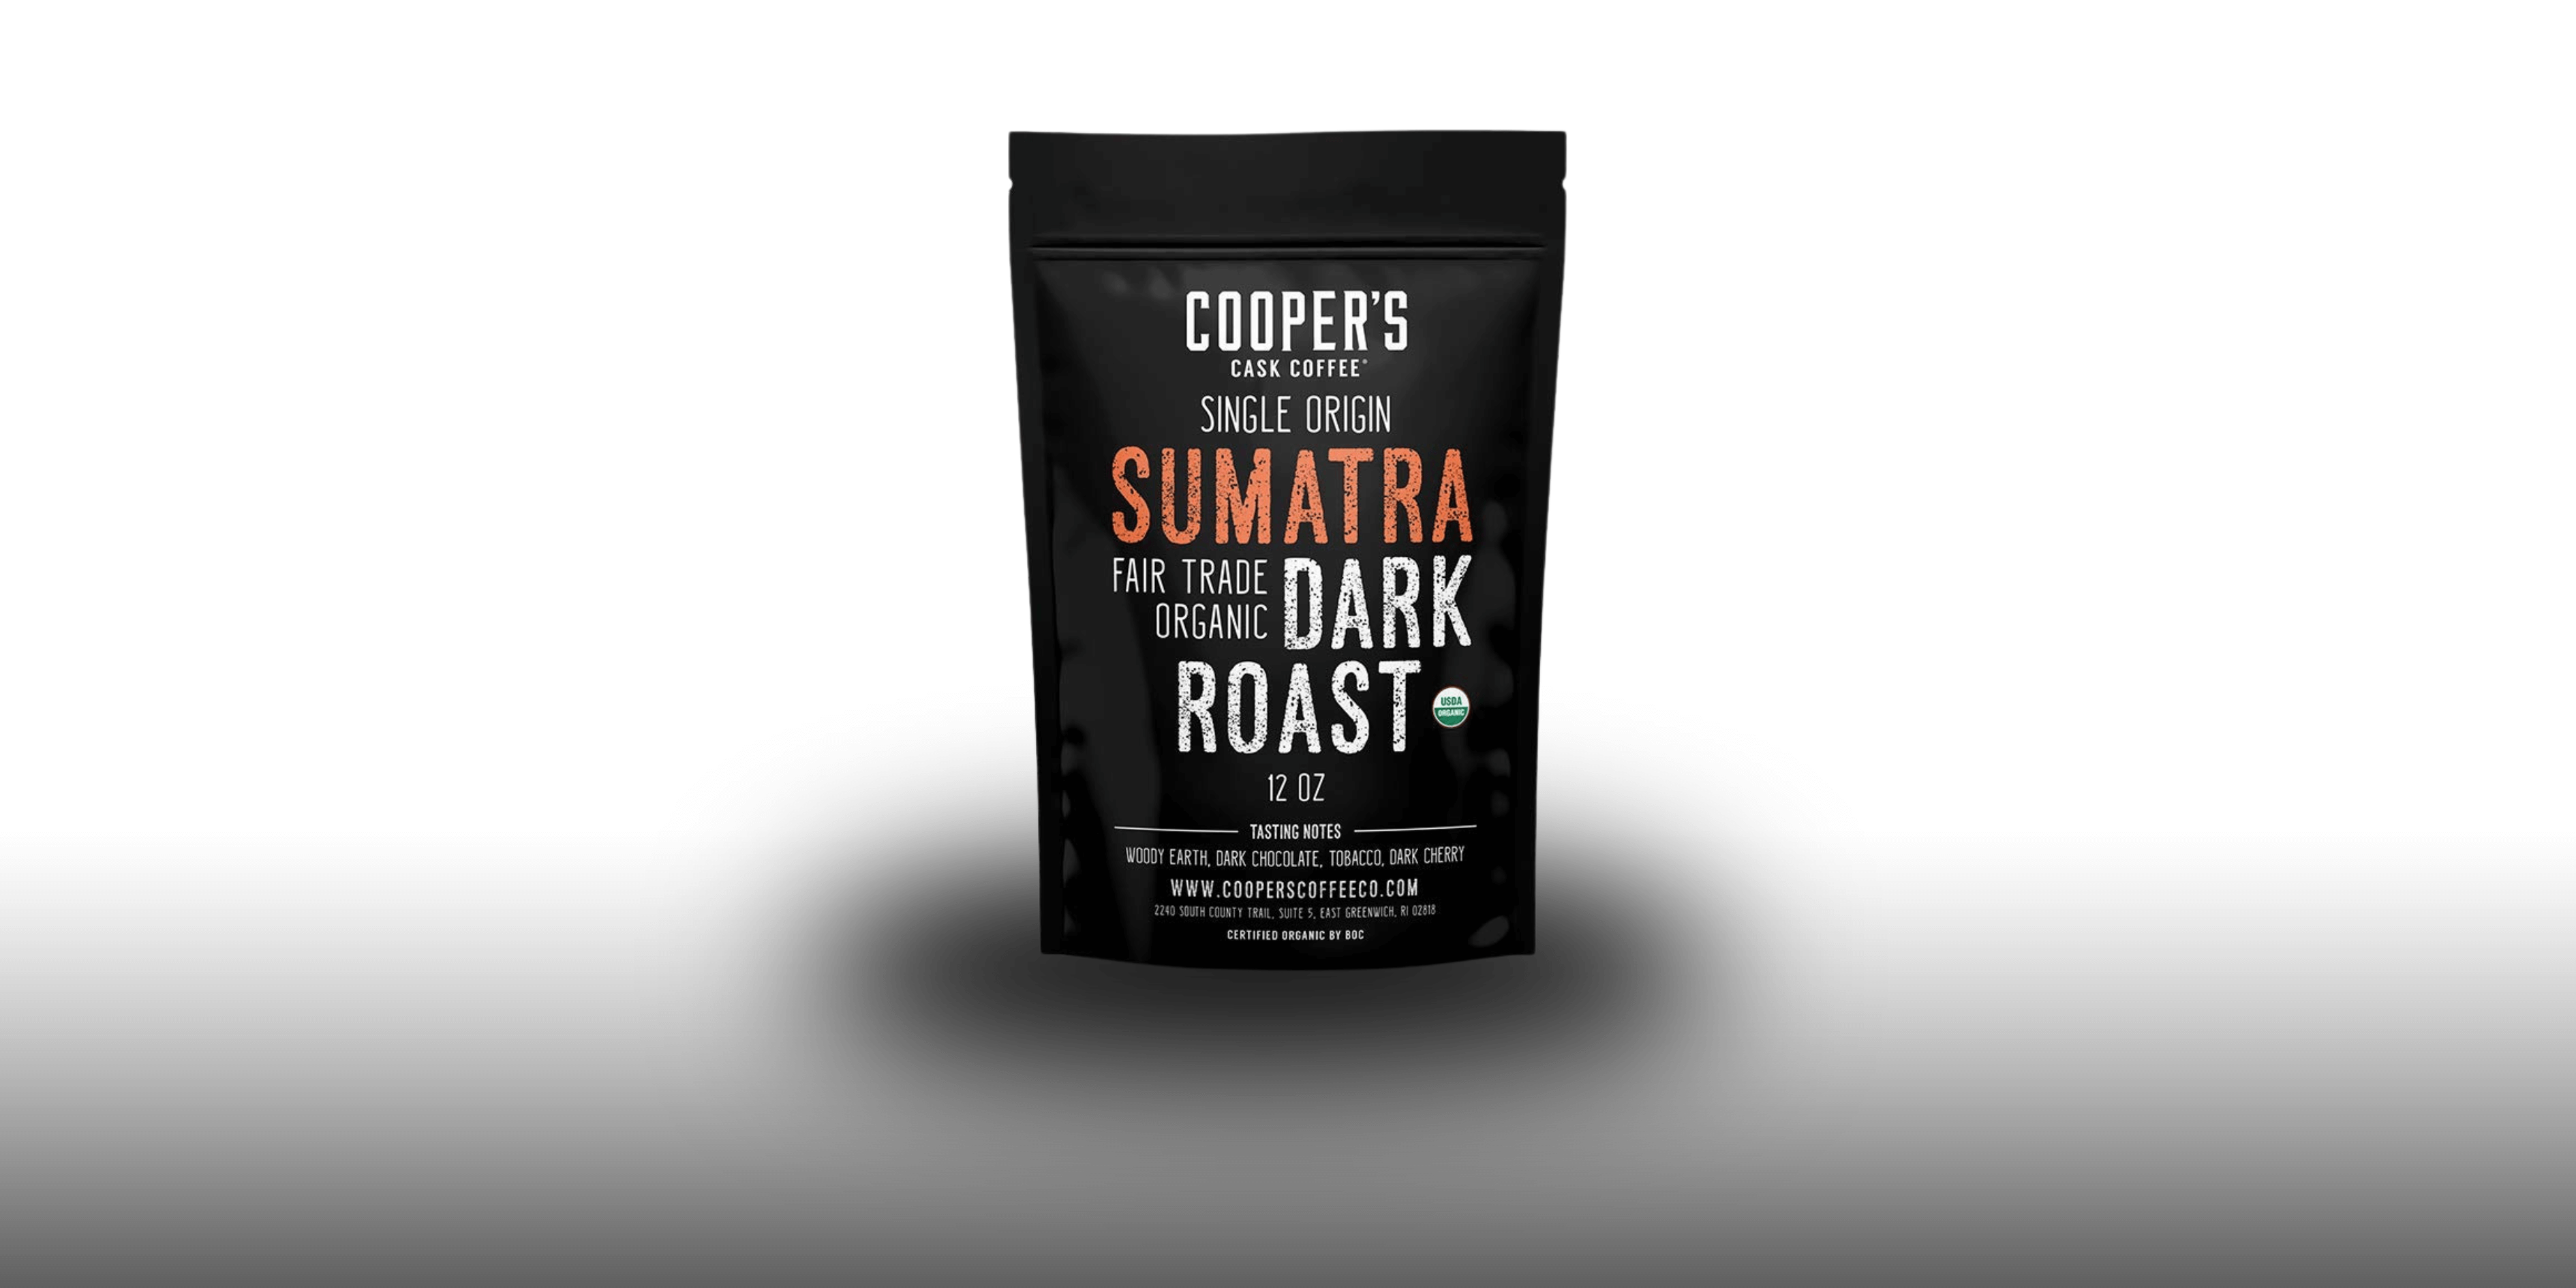 COOPER'S
CASK COFFEE®
SINGLE ORIGIN
SUMATRA
FAIR TRADE
ORGANIC
DARK
ROAST
USDA
ORGANIC
12 OZ
TASTING NOTES
WOODY EARTH, DARK CHOCOLATE, TOBACCO, DARK CHERRY
WWW.COOPERSCOFFEECO.COM
2240 SOUTH COUNTY TRAIL, SUITE 5, EAST GREENWICH, RI 02818
CERTIFIED ORGANIC BY BOC